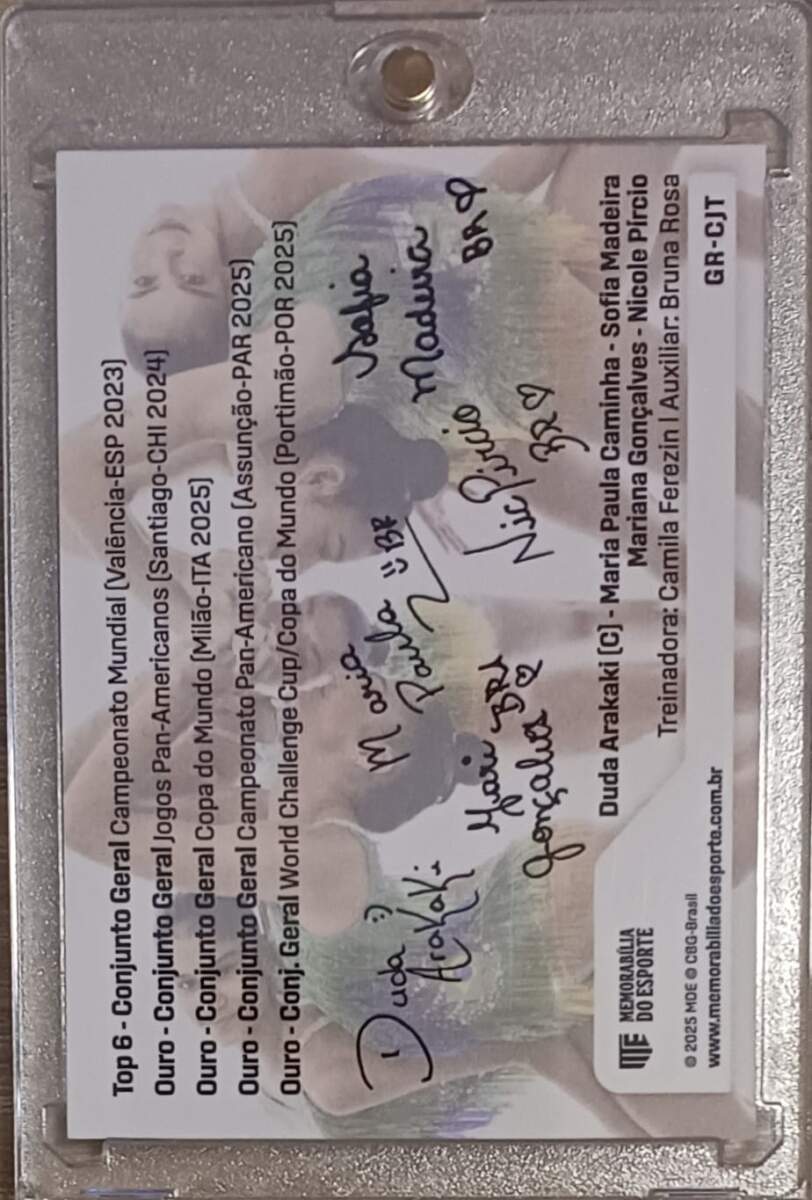 Top 6 - Conjunto Geral Campeonato Mundial (Valência-ESP 2023)
Ouro - Conjunto Geral Jogos Pan-Americanos (Santiago-CHI 2024)
Ouro - Conjunto Geral Copa do Mundo (Milão-ITA 2025)
Ouro - Conjunto Geral Campeonato Pan-Americano (Assunção-PAR 2025)
Ouro - Conj. Geral World Challenge Cup/Copa do Mundo (Portimão-POR 2025)
Duda :)
Arakaki
Maria
Paula :) BR
Sofia
Madeira
BR ♡
Mari BRA
Gonçalves ♡
Nic Pírcio
BR ♡
Duda Arakaki (C) - Maria Paula Caminha - Sofia Madeira
Mariana Gonçalves - Nicole Pírcio
Treinadora: Camila Ferezin | Auxiliar: Bruna Rosa
MEMORABÍLIA
DO ESPORTE
© 2025 MDE © CBG-Brasil
www.memorabiliadoesporte.com.br
GR-CJT